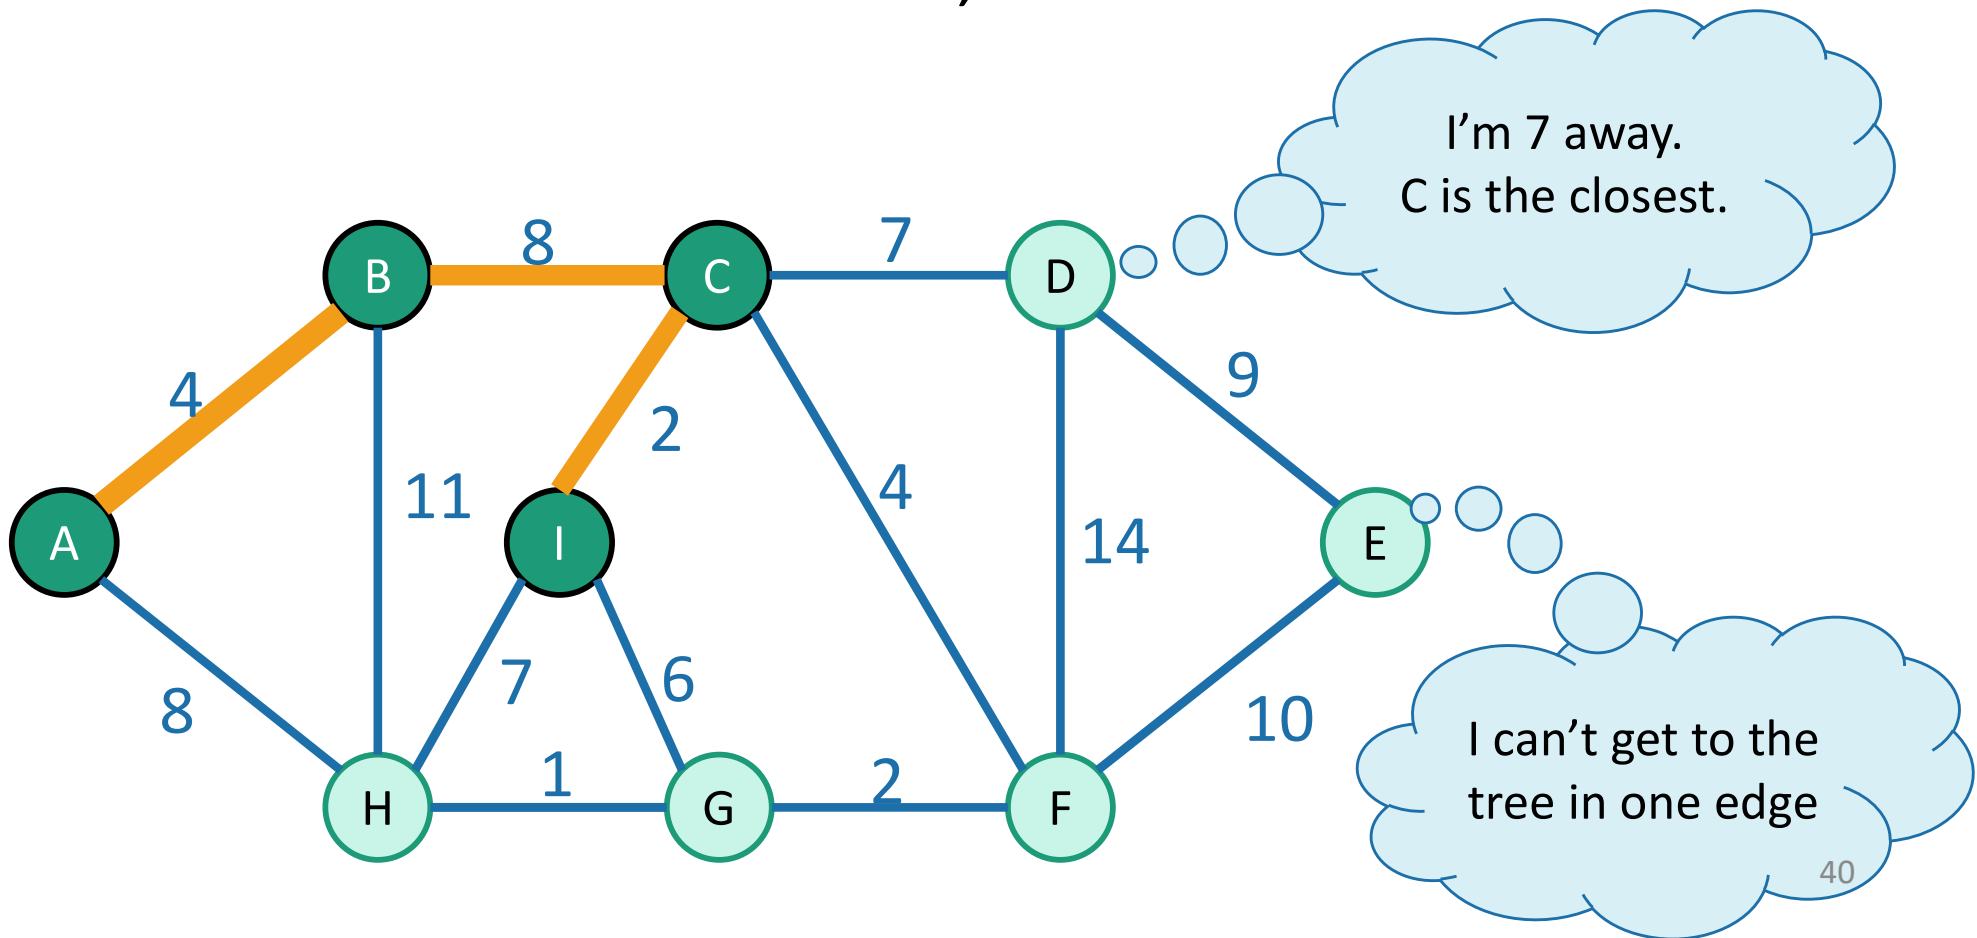 I’m 7 away.
C is the closest.
8
7
B
C
D
9
4
2
11
4
14
A
I
E
7
6
8
10
1
2
H
G
F
I can’t get to the
tree in one edge
40